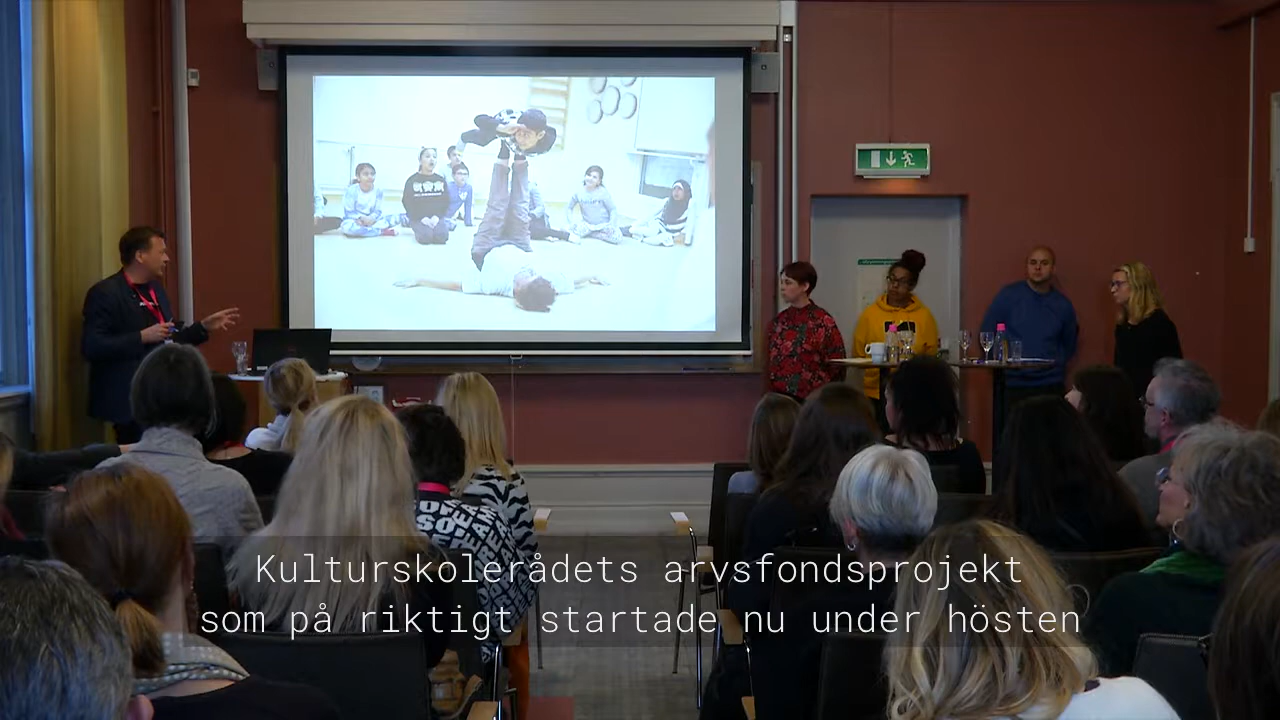 Kulturskolerådets arvsfondsprojekt
som på riktigt startade nu under hösten